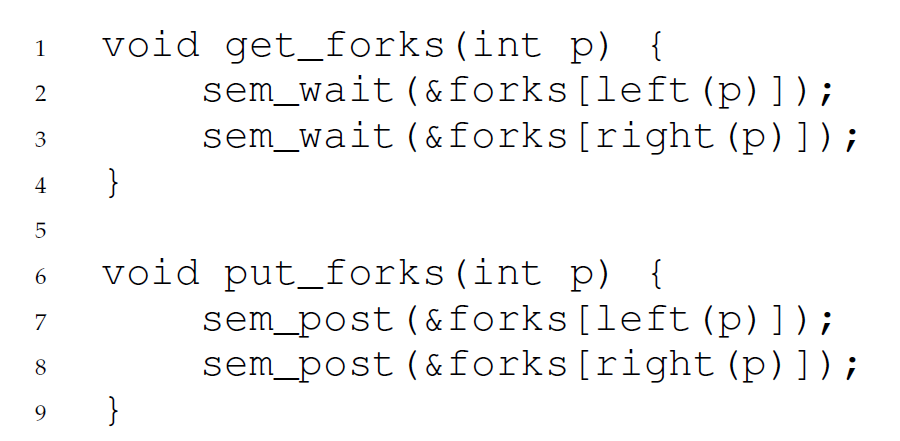 1 void get_forks(int p) {
2     sem_wait(&forks[left(p)]);
3     sem_wait(&forks[right(p)]);
4 }
5
6 void put_forks(int p) {
7     sem_post(&forks[left(p)]);
8     sem_post(&forks[right(p)]);
9 }